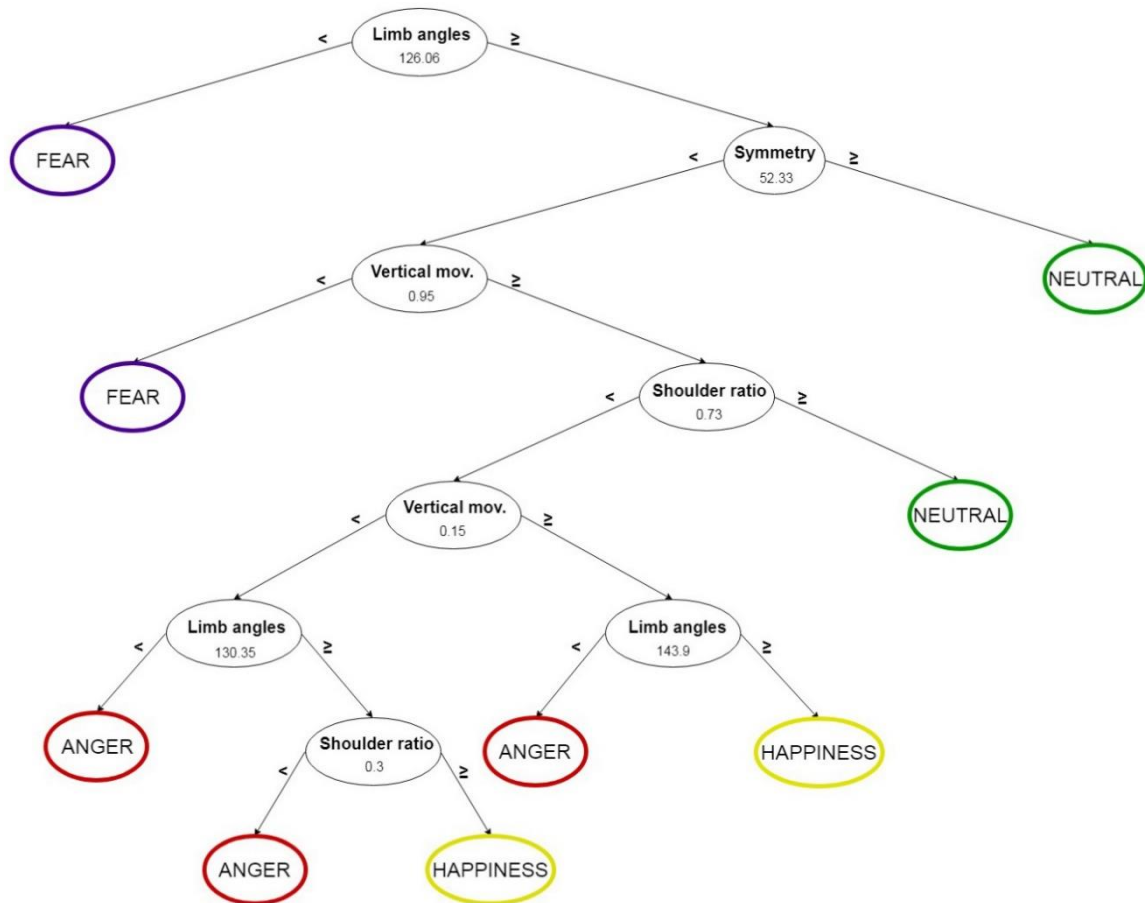 Limb angles
< ≥
126.06
FEAR
Symmetry
< ≥
52.33
Vertical mov.
< ≥
0.95
NEUTRAL
FEAR
Shoulder ratio
< ≥
0.73
Vertical mov.
< ≥
0.15
NEUTRAL
Limb angles
< ≥
130.35
Limb angles
< ≥
143.9
ANGER
Shoulder ratio
< ≥
0.3
ANGER
HAPPINESS
ANGER
HAPPINESS